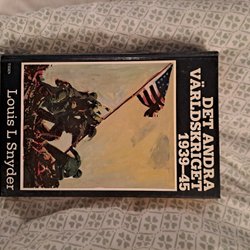 DET ANDRA
VÄRLDSKRIGET
1939–45
Louis L Snyder